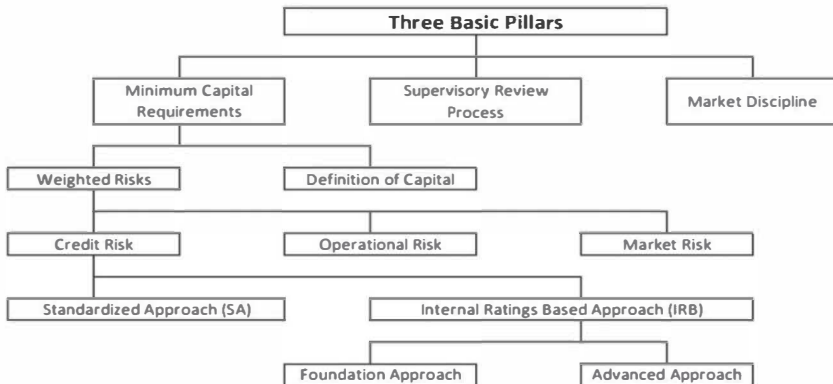 Three Basic Pillars
Minimum Capital
Requirements
Supervisory Review
Process
Market Discipline
Weighted Risks
Definition of Capital
Credit Risk
Operational Risk
Market Risk
Standardized Approach (SA)
Internal Ratings Based Approach (IRB)
Foundation Approach
Advanced Approach